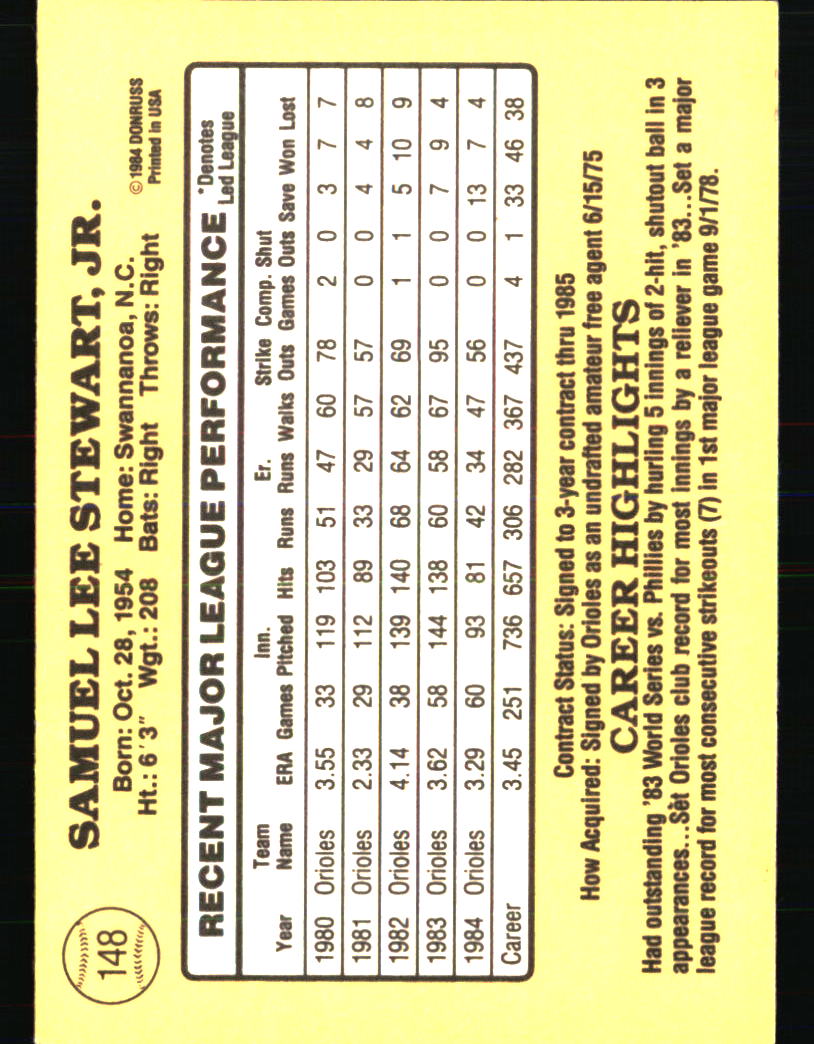 148
SAMUEL LEE STEWART, JR.
Born: Oct. 28, 1954 Home: Swannanoa, N.C.
Ht.: 6'3" Wgt.: 208 Bats: Right Throws: Right
©1984 DONRUSS
Printed in USA
RECENT MAJOR LEAGUE PERFORMANCE *Denotes Led League
Year Team Name ERA Games Inn. Pitched Hits Runs Er. Runs Walks Strike Outs Comp. Games Shut Outs Save Won Lost
1980 Orioles 3.55 33 119 103 51 47 60 78 2 0 3 7 7
1981 Orioles 2.33 29 112 89 33 29 57 57 0 0 4 4 8
1982 Orioles 4.14 38 139 140 68 64 62 69 1 1 5 10 9
1983 Orioles 3.62 58 144 138 60 58 67 95 0 0 7 9 4
1984 Orioles 3.29 60 93 81 42 34 47 56 0 0 13 7 4
Career 3.45 251 736 657 306 282 367 437 4 1 33 46 38
Contract Status: Signed to 3-year contract thru 1985
How Acquired: Signed by Orioles as an undrafted amateur free agent 6/15/75
CAREER HIGHLIGHTS
Had outstanding '83 World Series vs. Phillies by hurling 5 innings of 2-hit, shutout ball in 3
appearances...Set Orioles club record for most innings by a reliever in '83...Set a major
league record for most consecutive strikeouts (7) in 1st major league game 9/1/78.